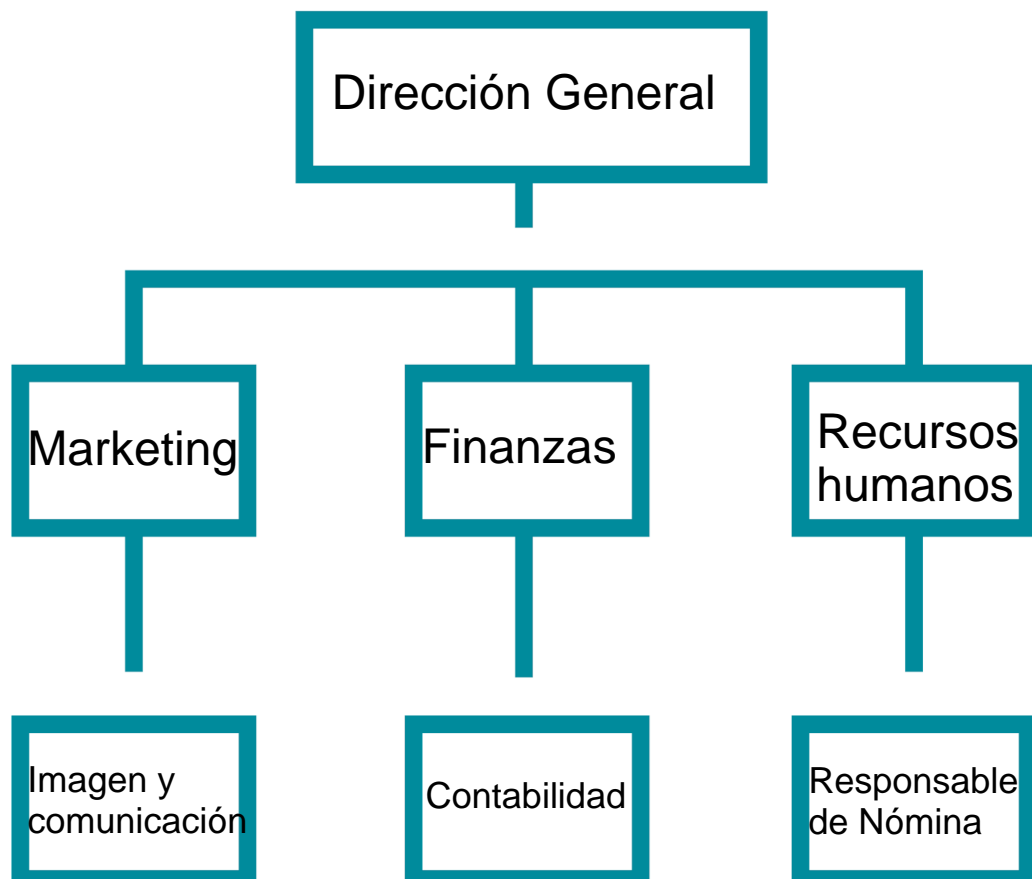 Dirección General
Marketing
Finanzas
Recursos
humanos
Imagen y
comunicación
Contabilidad
Responsable
de Nómina